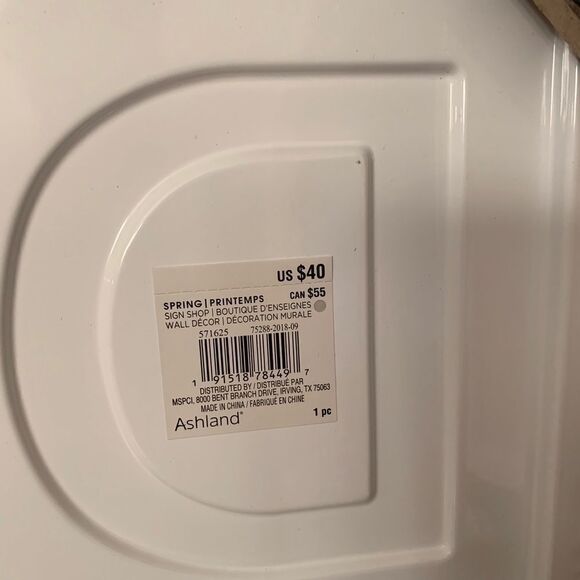 US $40
CAN $55
SPRING | PRINTEMPS
SIGN SHOP | BOUTIQUE D'ENSEIGNES
WALL DÉCOR | DÉCORATION MURALE
571625 75288-2018-09
1 91518 78449 7
DISTRIBUTED BY / DISTRIBUÉ PAR
MSPCI, 8000 BENT BRANCH DRIVE, IRVING, TX 75063
MADE IN CHINA / FABRIQUÉ EN CHINE
Ashland® 1 pc